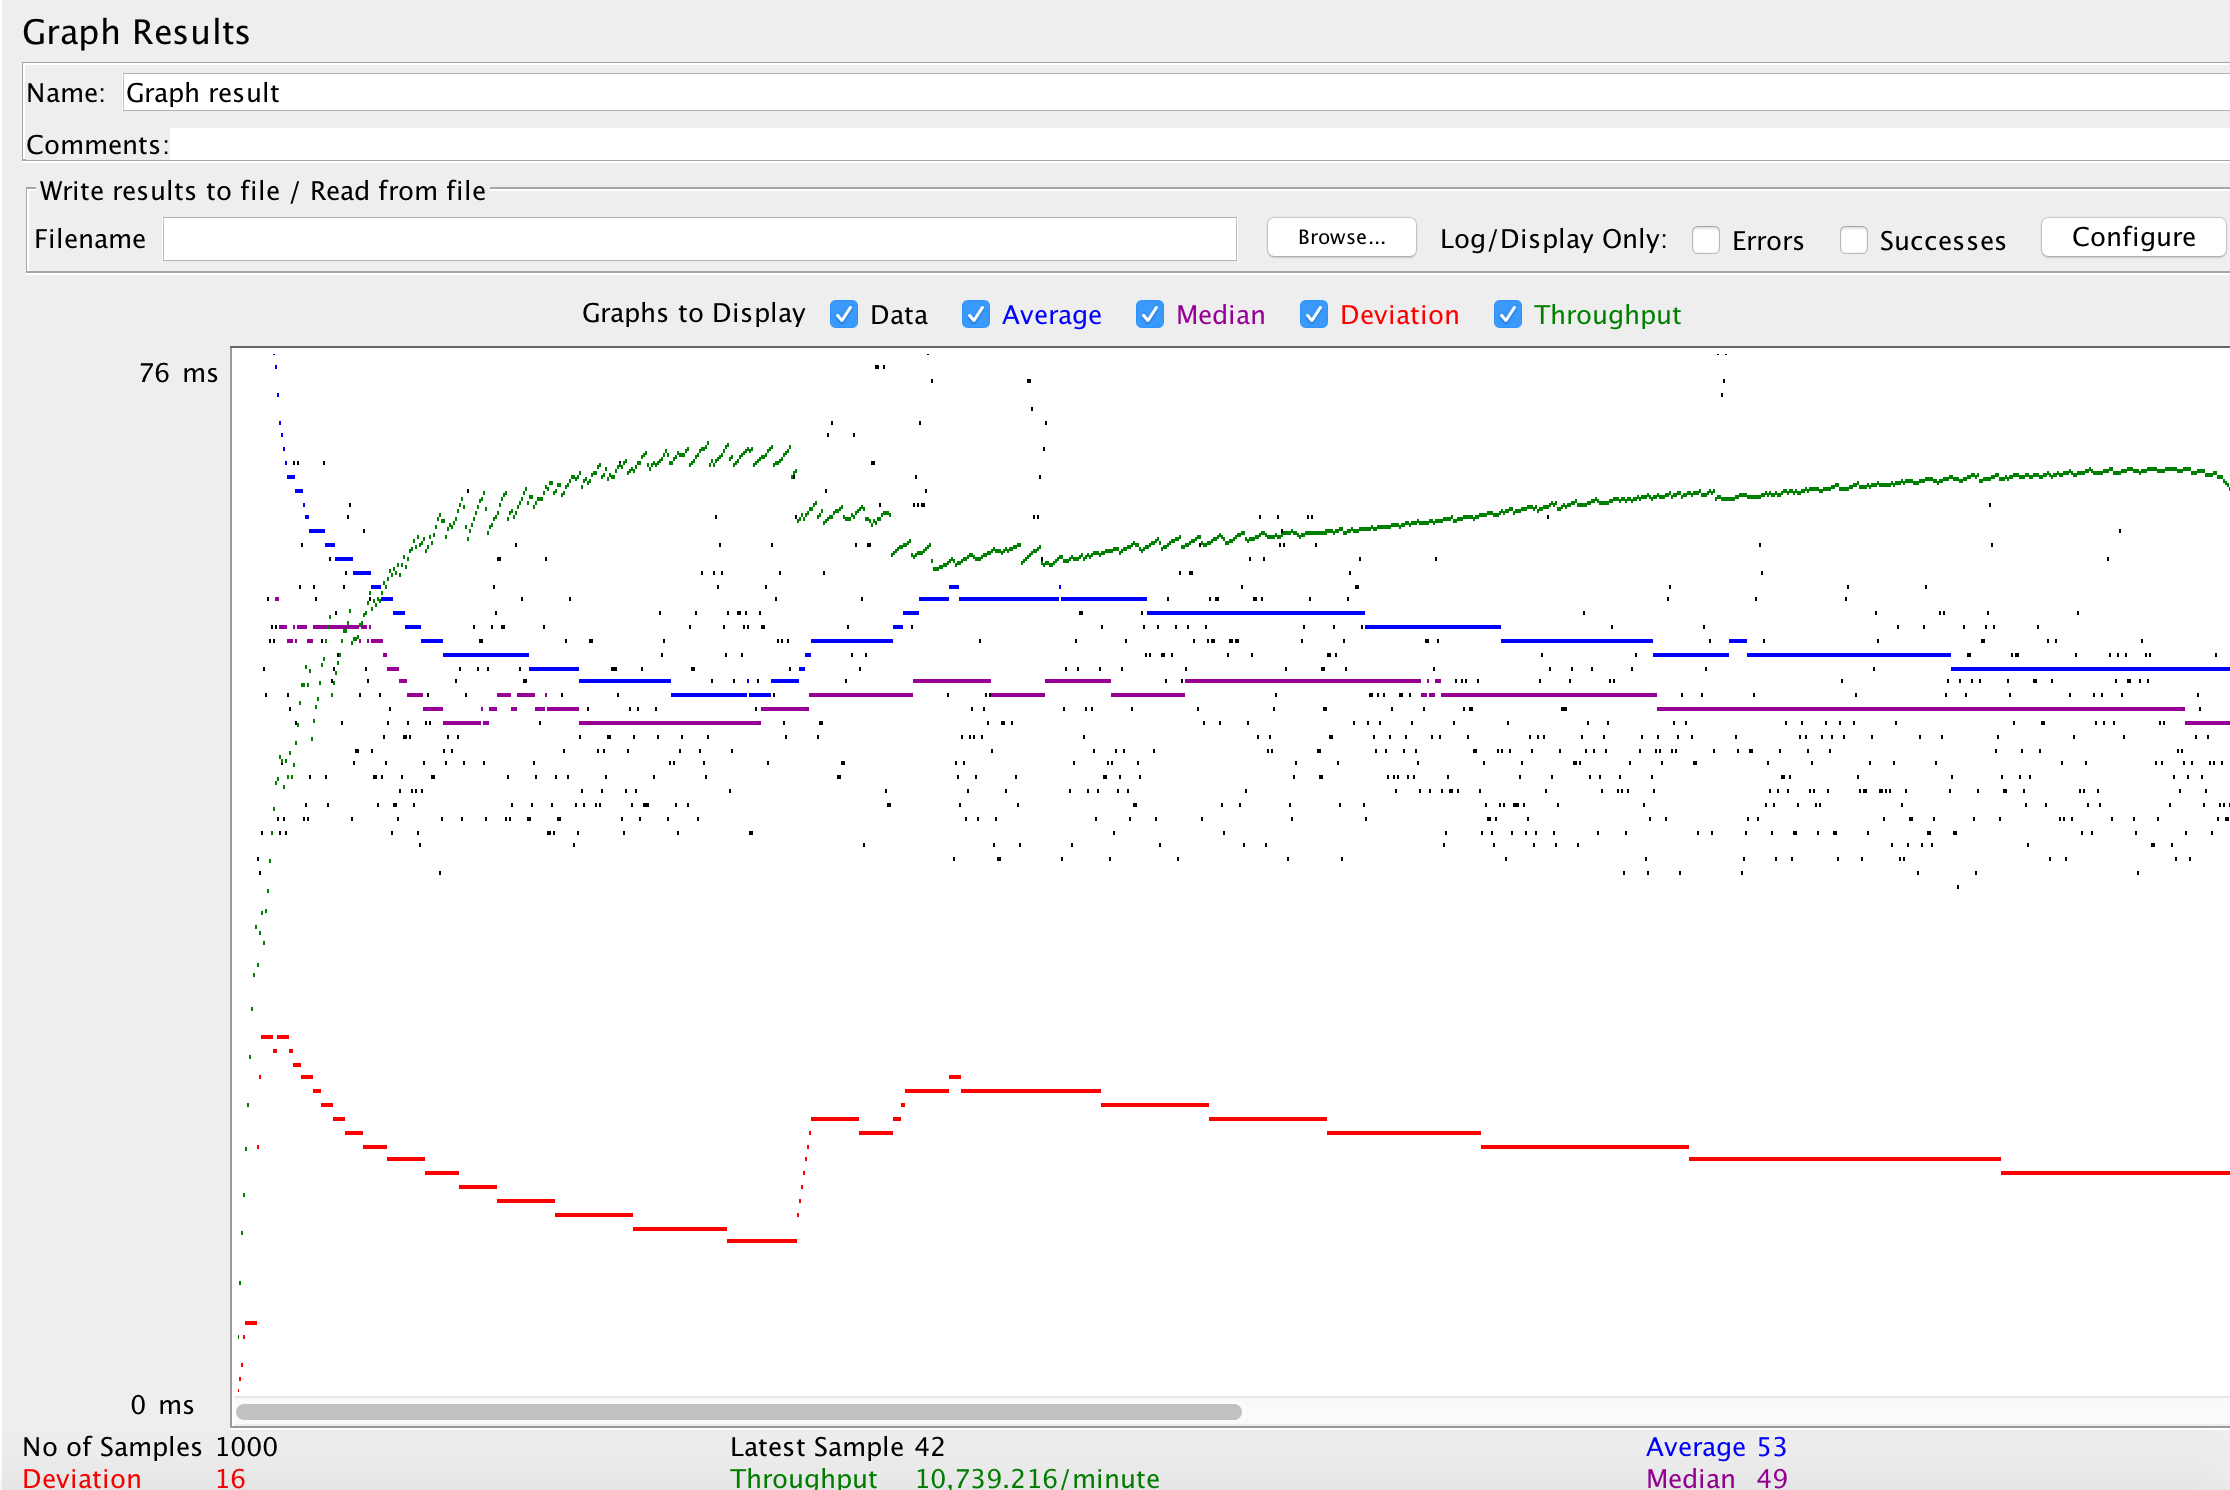 Graph Results
Name: Graph result
Comments:
Write results to file / Read from file
Filename Browse... Log/Display Only: Errors Successes Configure
Graphs to Display Data Average Median Deviation Throughput
76 ms
0 ms
No of Samples 1000 Latest Sample 42 Average 53
Deviation 16 Throughput 10,739.216/minute Median 49